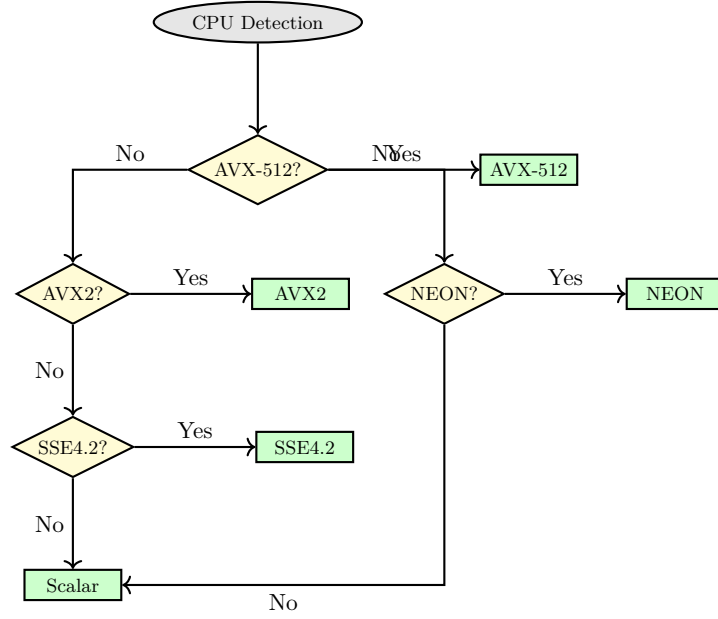 CPU Detection
No
No
Yes
AVX-512?
AVX-512
AVX2?
Yes
AVX2
NEON?
Yes
NEON
No
SSE4.2?
Yes
SSE4.2
No
Scalar
No